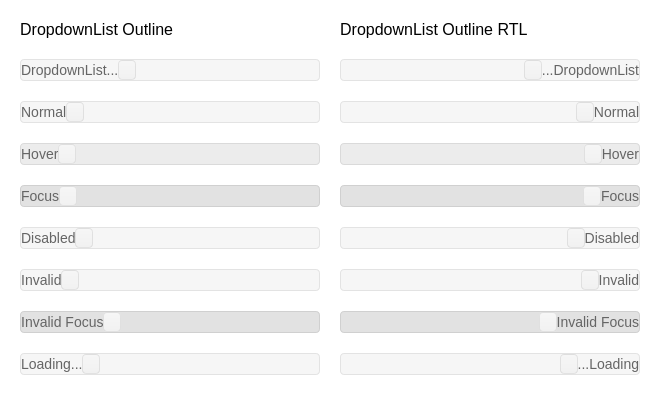 DropdownList Outline
DropdownList...
Normal
Hover
Focus
Disabled
Invalid
Invalid Focus
Loading...
DropdownList Outline RTL
...DropdownList
Normal
Hover
Focus
Disabled
Invalid
Invalid Focus
...Loading